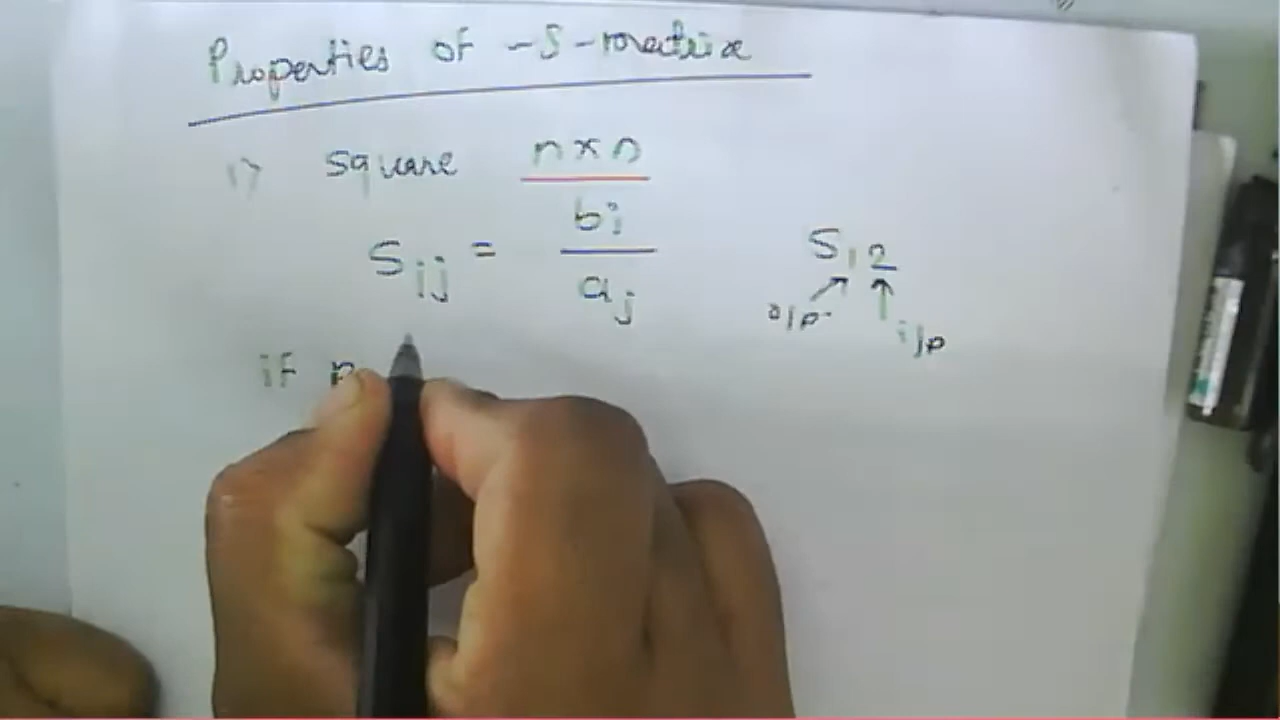 Properties of - S - matrix
1) square n x n
Sij = bi / aj
S12
o/p i/p
if